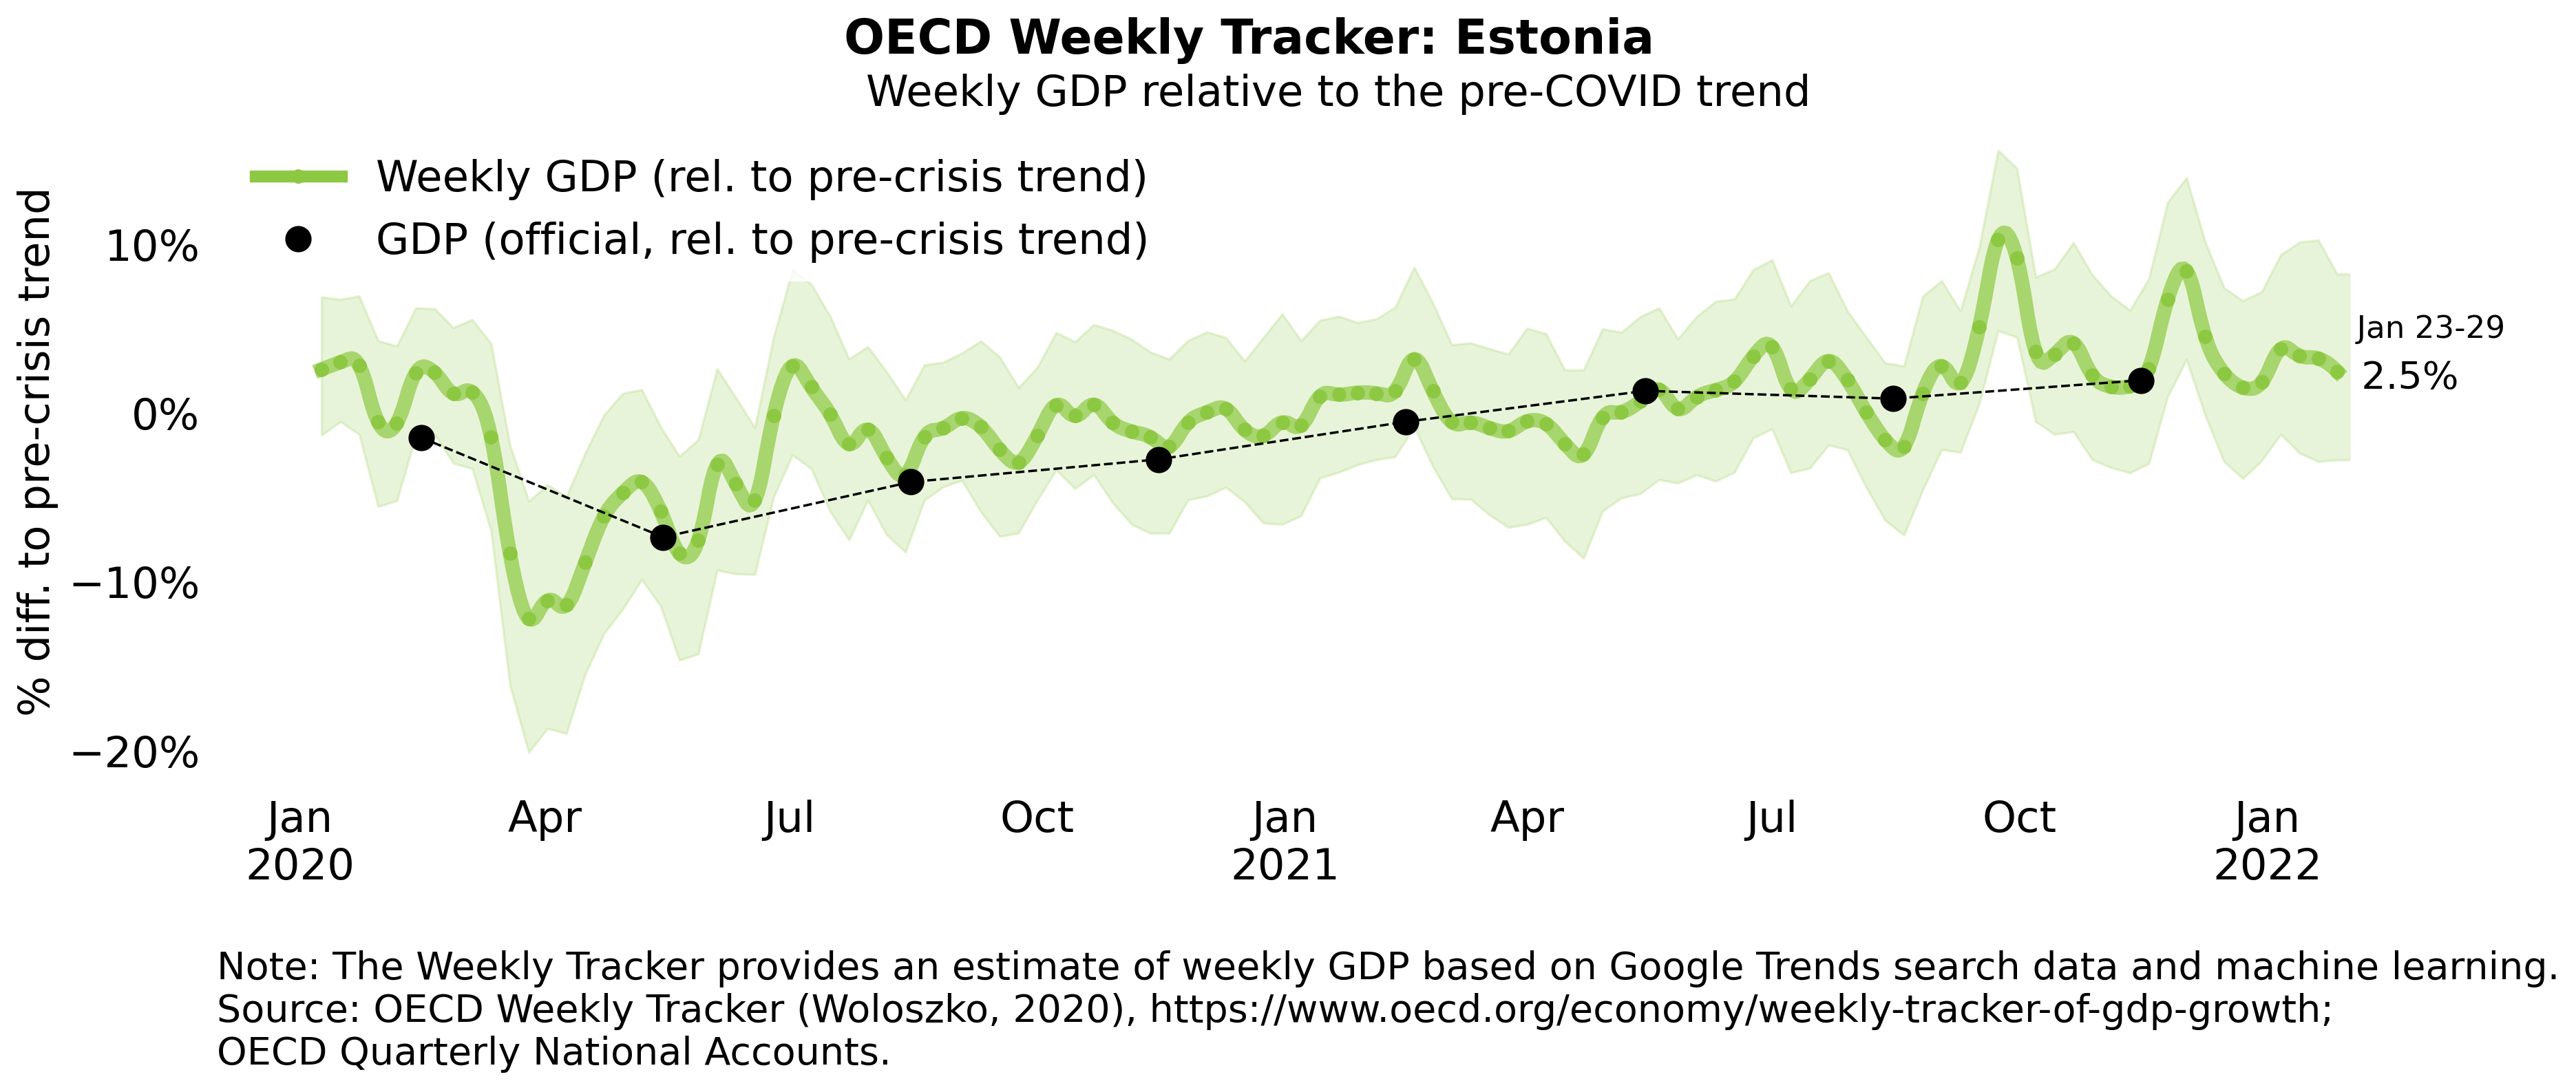 OECD Weekly Tracker: Estonia
Weekly GDP relative to the pre-COVID trend
Weekly GDP (rel. to pre-crisis trend)
GDP (official, rel. to pre-crisis trend)
% diff. to pre-crisis trend
10%
0%
−10%
−20%
Jan 23-29
2.5%
Jan Apr Jul Oct Jan Apr Jul Oct Jan
2020 2021 2022
Note: The Weekly Tracker provides an estimate of weekly GDP based on Google Trends search data and machine learning.
Source: OECD Weekly Tracker (Woloszko, 2020), https://www.oecd.org/economy/weekly-tracker-of-gdp-growth;
OECD Quarterly National Accounts.